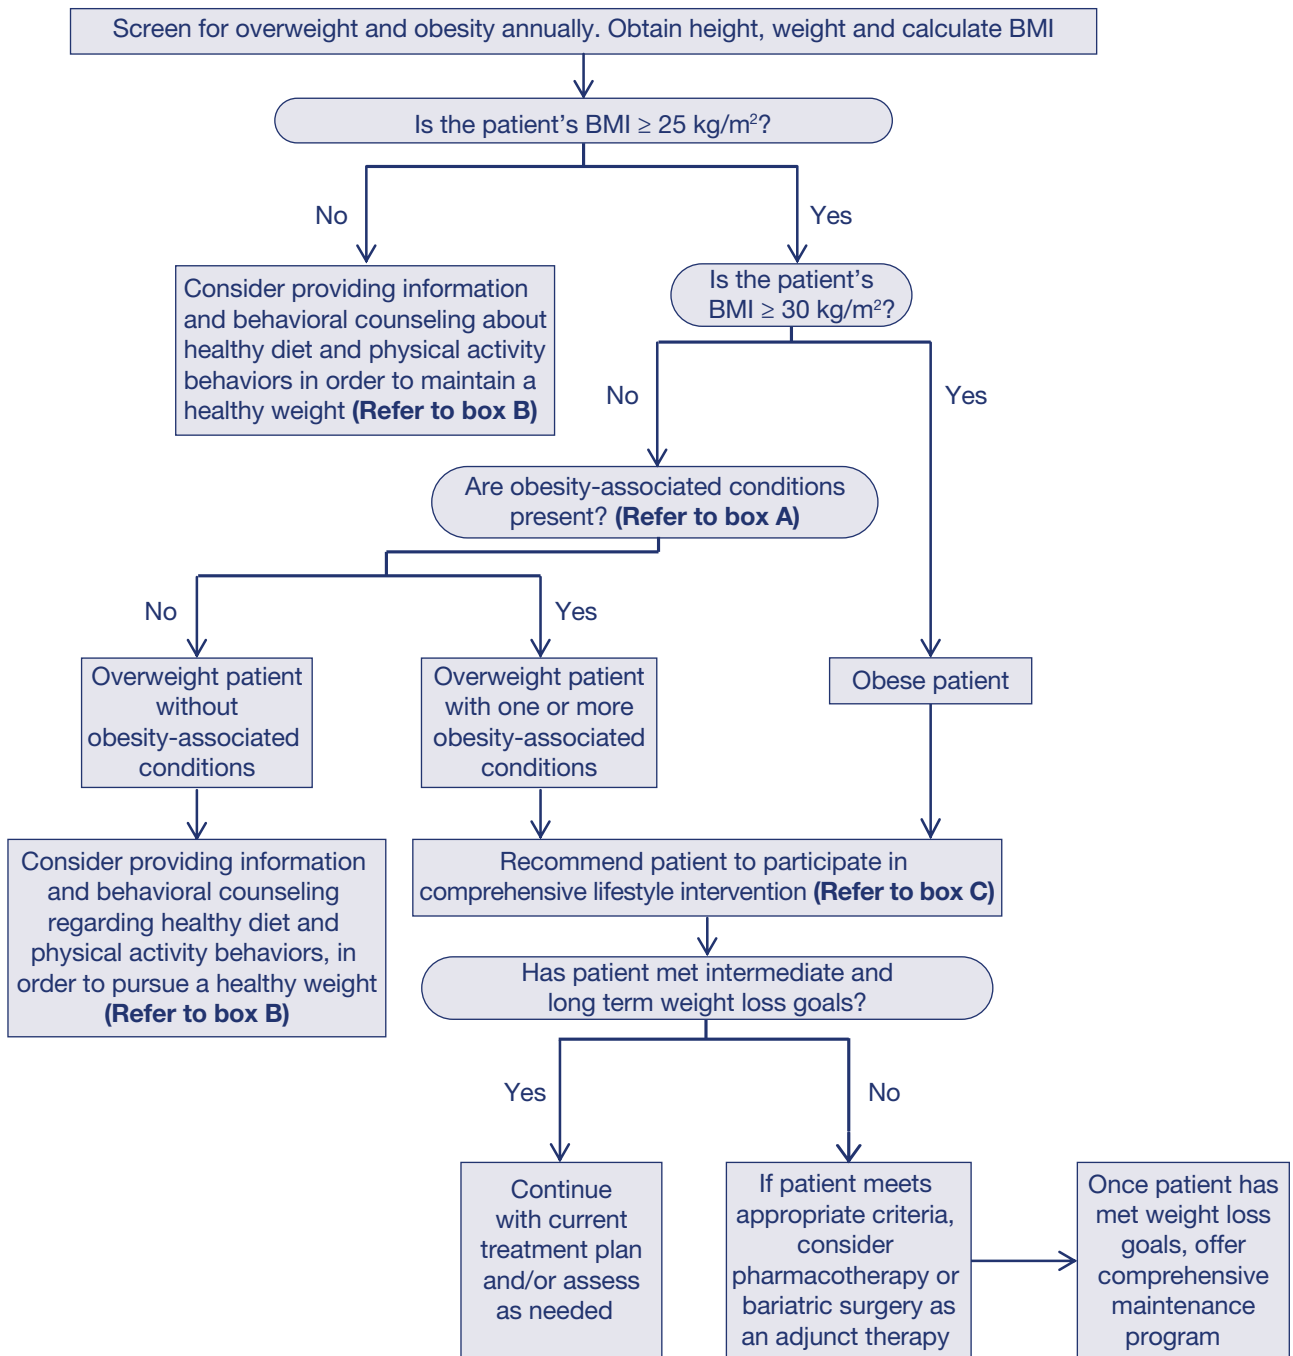 Screen for overweight and obesity annually. Obtain height, weight and calculate BMI
Is the patient's BMI ≥ 25 kg/m²?
No
Yes
Consider providing information
and behavioral counseling about
healthy diet and physical activity
behaviors in order to maintain a
healthy weight (Refer to box B)
Is the patient's
BMI ≥ 30 kg/m²?
No
Yes
Are obesity-associated conditions
present? (Refer to box A)
No
Yes
Overweight patient
without
obesity-associated
conditions
Overweight patient
with one or more
obesity-associated
conditions
Obese patient
Consider providing information
and behavioral counseling
regarding healthy diet and
physical activity behaviors, in
order to pursue a healthy weight
(Refer to box B)
Recommend patient to participate in
comprehensive lifestyle intervention (Refer to box C)
Has patient met intermediate and
long term weight loss goals?
Yes
No
Continue
with current
treatment plan
and/or assess
as needed
If patient meets
appropriate criteria,
consider
pharmacotherapy or
bariatric surgery as
an adjunct therapy
Once patient has
met weight loss
goals, offer
comprehensive
maintenance
program